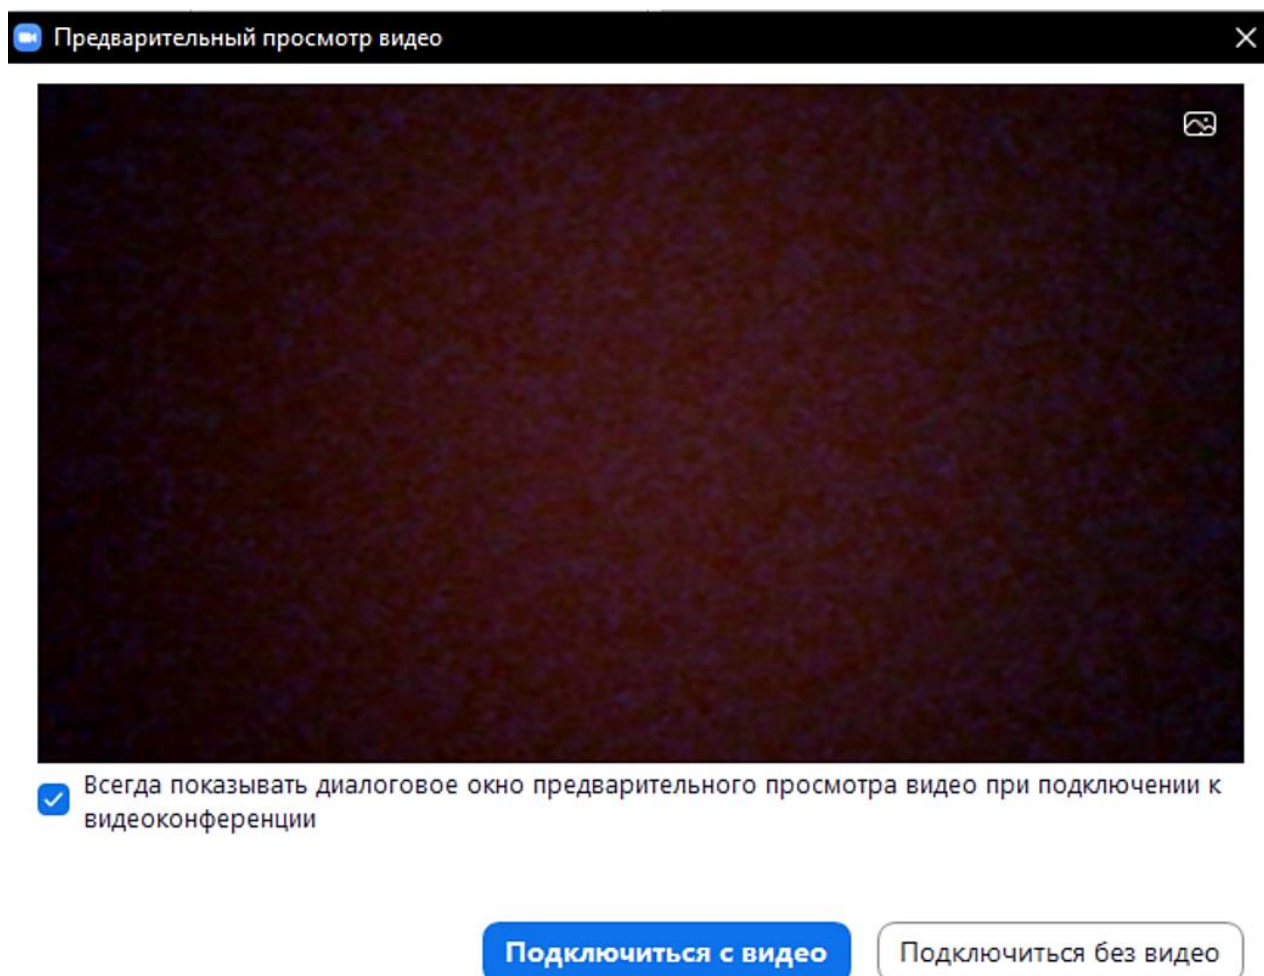 Предварительный просмотр видео
Всегда показывать диалоговое окно предварительного просмотра видео при подключении к
видеоконференции
Подключиться с видео
Подключиться без видео